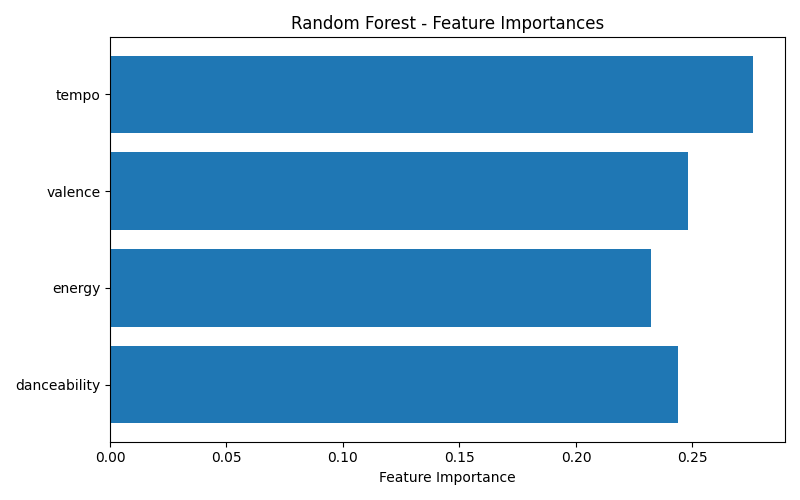 Random Forest - Feature Importances
tempo
valence
energy
danceability
0.00 0.05 0.10 0.15 0.20 0.25
Feature Importance